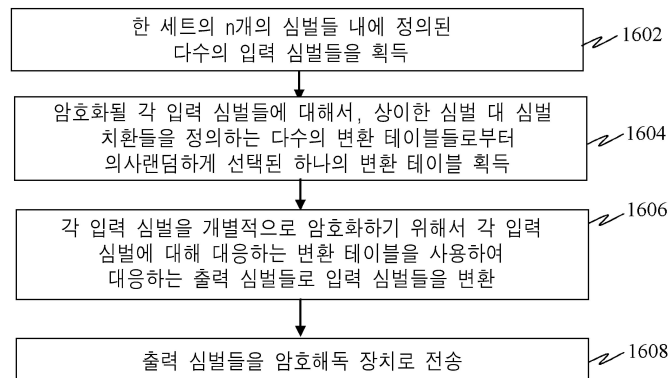 한 세트의 n개의 심벌들 내에 정의된
다수의 입력 심벌들을 획득
1602
암호화될 각 입력 심벌들에 대해서, 상이한 심벌 대 심벌
치환들을 정의하는 다수의 변환 테이블들로부터
의사랜덤하게 선택된 하나의 변환 테이블 획득
1604
각 입력 심벌을 개별적으로 암호화하기 위해서 각 입력
심벌에 대해 대응하는 변환 테이블을 사용하여
대응하는 출력 심벌들로 입력 심벌들을 변환
1606
출력 심벌들을 암호해독 장치로 전송
1608